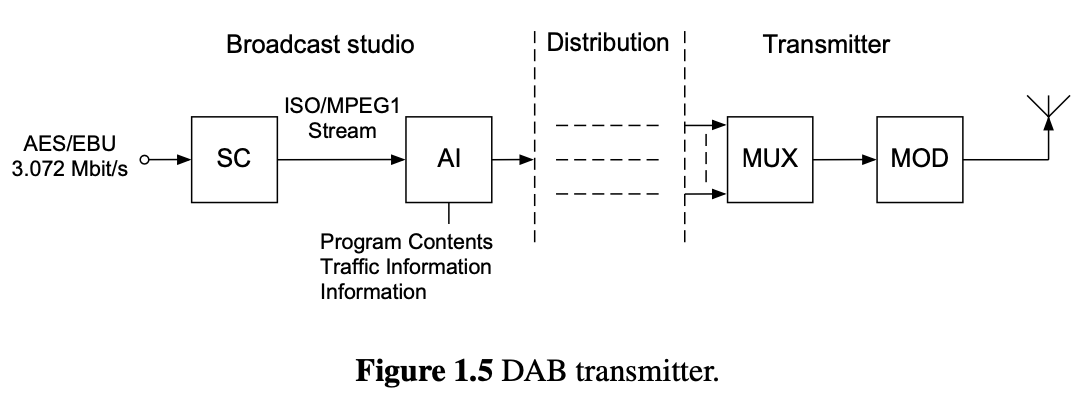 Broadcast studio
Distribution
Transmitter
AES/EBU
3.072 Mbit/s
SC
ISO/MPEG1
Stream
AI
MUX
MOD
Program Contents
Traffic Information
Information
Figure 1.5 DAB transmitter.